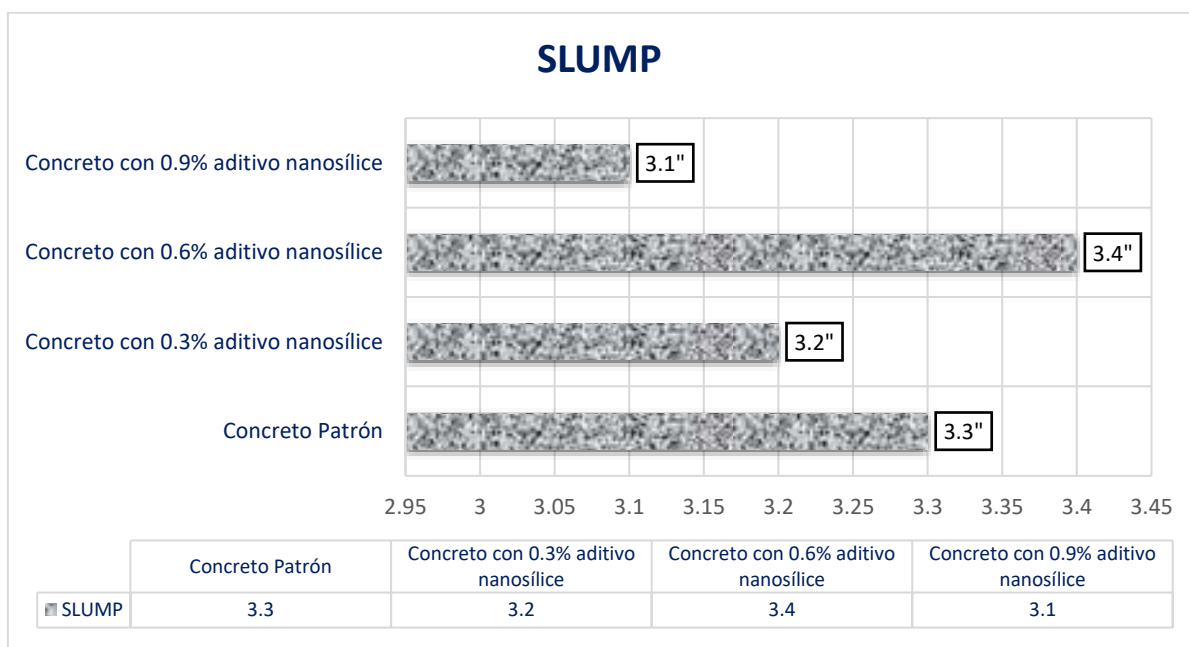 SLUMP
Concreto con 0.9% aditivo nanosílice
3.1"
Concreto con 0.6% aditivo nanosílice
3.4"
Concreto con 0.3% aditivo nanosílice
3.2"
Concreto Patrón
3.3"
2.95 3 3.05 3.1 3.15 3.2 3.25 3.3 3.35 3.4 3.45
Concreto Patrón
Concreto con 0.3% aditivo
nanosílice
Concreto con 0.6% aditivo
nanosílice
Concreto con 0.9% aditivo
nanosílice
SLUMP 3.3 3.2 3.4 3.1